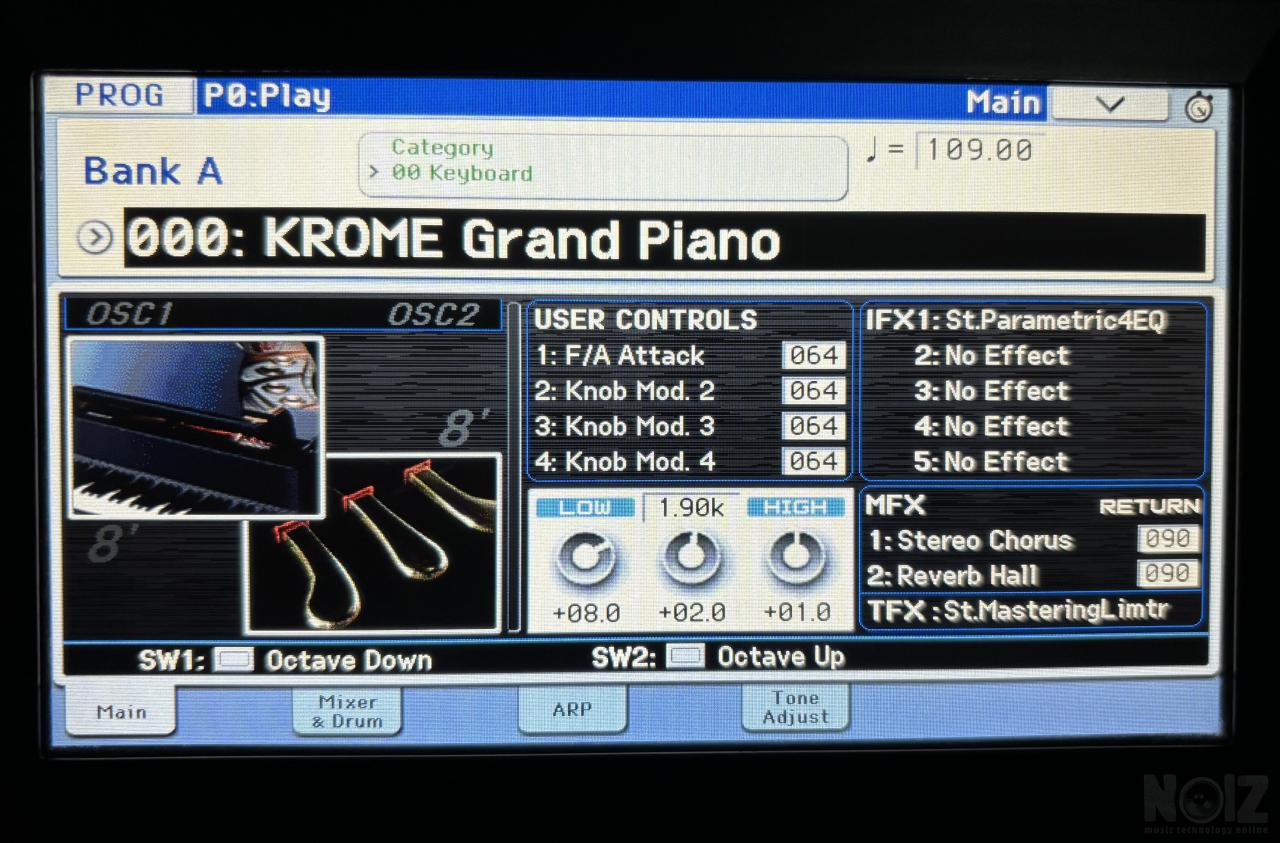 PROG P0:Play Main
Bank A
Category
00 Keyboard
♩ = 109.00
000: KROME Grand Piano
OSC1 OSC2
8'
8'
USER CONTROLS
1: F/A Attack 064
2: Knob Mod. 2 064
3: Knob Mod. 3 064
4: Knob Mod. 4 064
LOW 1.90k HIGH
+08.0 +02.0 +01.0
IFX1: St.Parametric4EQ
2: No Effect
3: No Effect
4: No Effect
5: No Effect
MFX RETURN
1: Stereo Chorus 090
2: Reverb Hall 090
TFX : St.MasteringLimtr
SW1: Octave Down SW2: Octave Up
Main
Mixer
& Drum
ARP
Tone
Adjust
NOIZ
music technology online